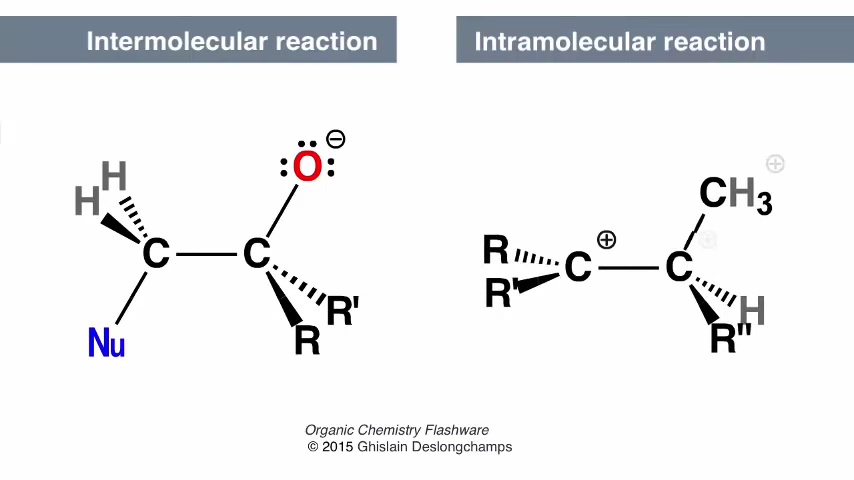 Intermolecular reaction
Intramolecular reaction
H
H
:Ö: ⊖
C
C
Nu
R'
R
CH₃ ⊕
R
R'
C ⊕
C ⊕
H
R"
Organic Chemistry Flashware
© 2015 Ghislain Deslongchamps